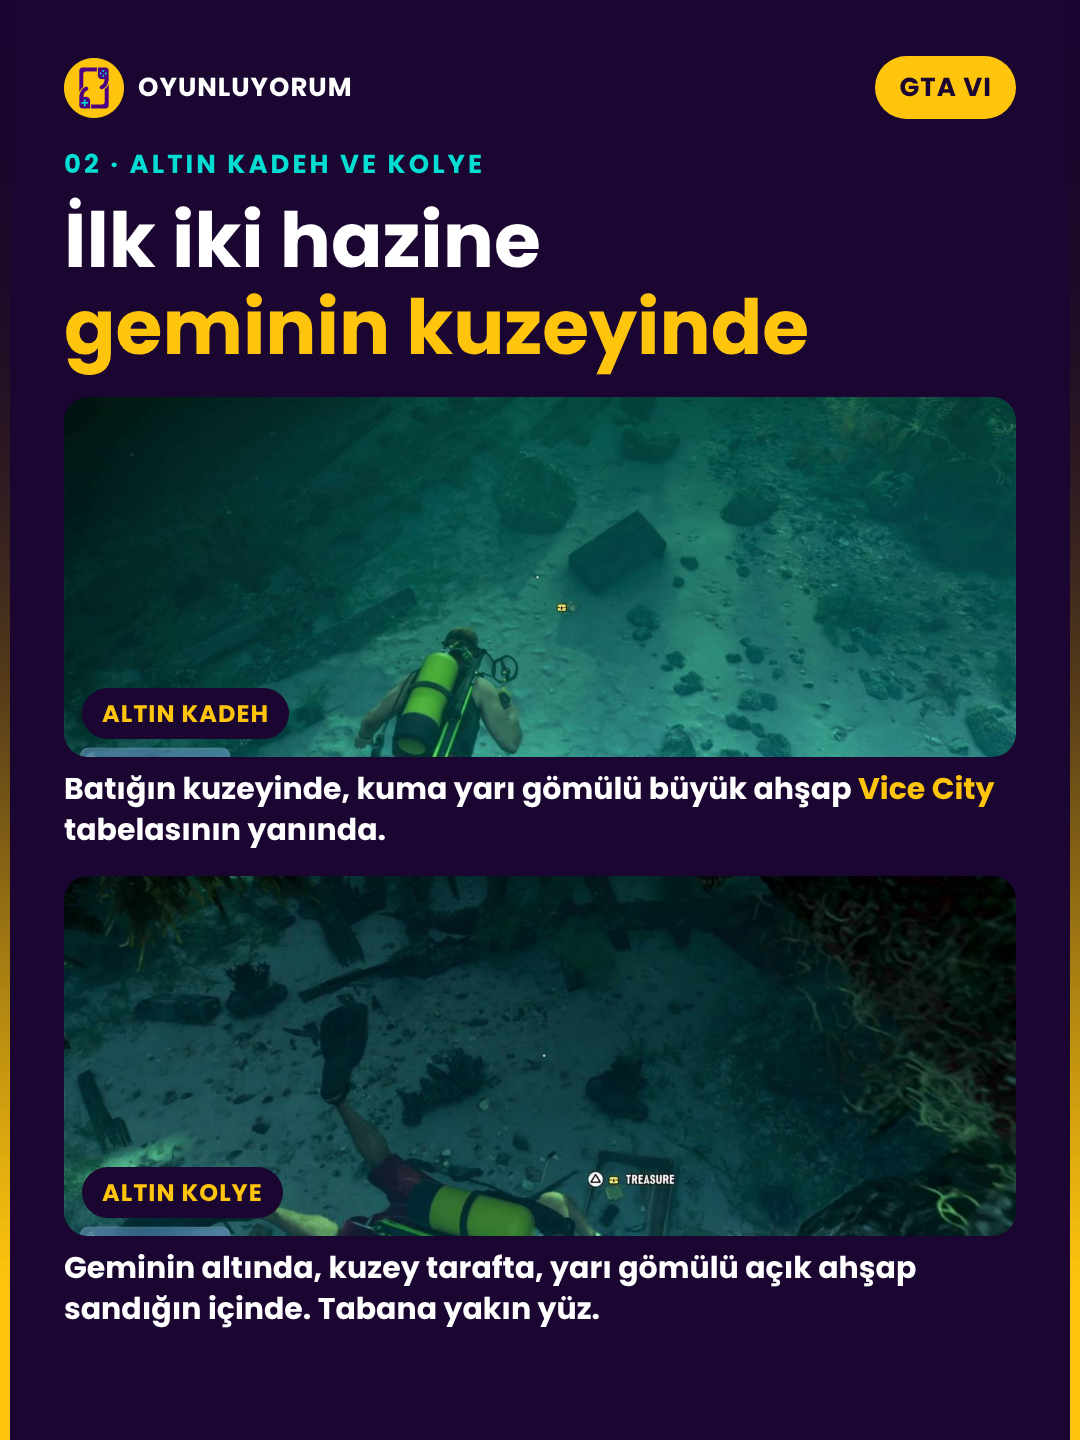 OYUNLUYORUM
GTA VI
02 · ALTIN KADEH VE KOLYE
İlk iki hazine
geminin kuzeyinde
ALTIN KADEH
Batığın kuzeyinde, kuma yarı gömülü büyük ahşap Vice City
tabelasının yanında.
TREASURE
ALTIN KOLYE
Geminin altında, kuzey tarafta, yarı gömülü açık ahşap
sandığın içinde. Tabana yakın yüz.